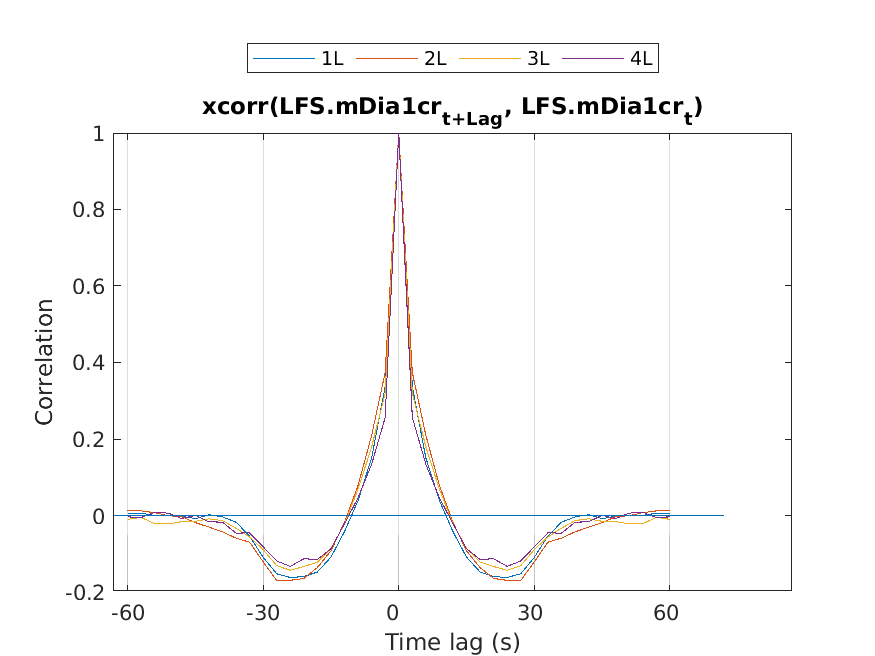 1L 2L 3L 4L
xcorr(LFS.mDia1cr_{t+Lag}, LFS.mDia1cr_t)
1
0.8
0.6
0.4
0.2
0
-0.2
Correlation
-60 -30 0 30 60
Time lag (s)